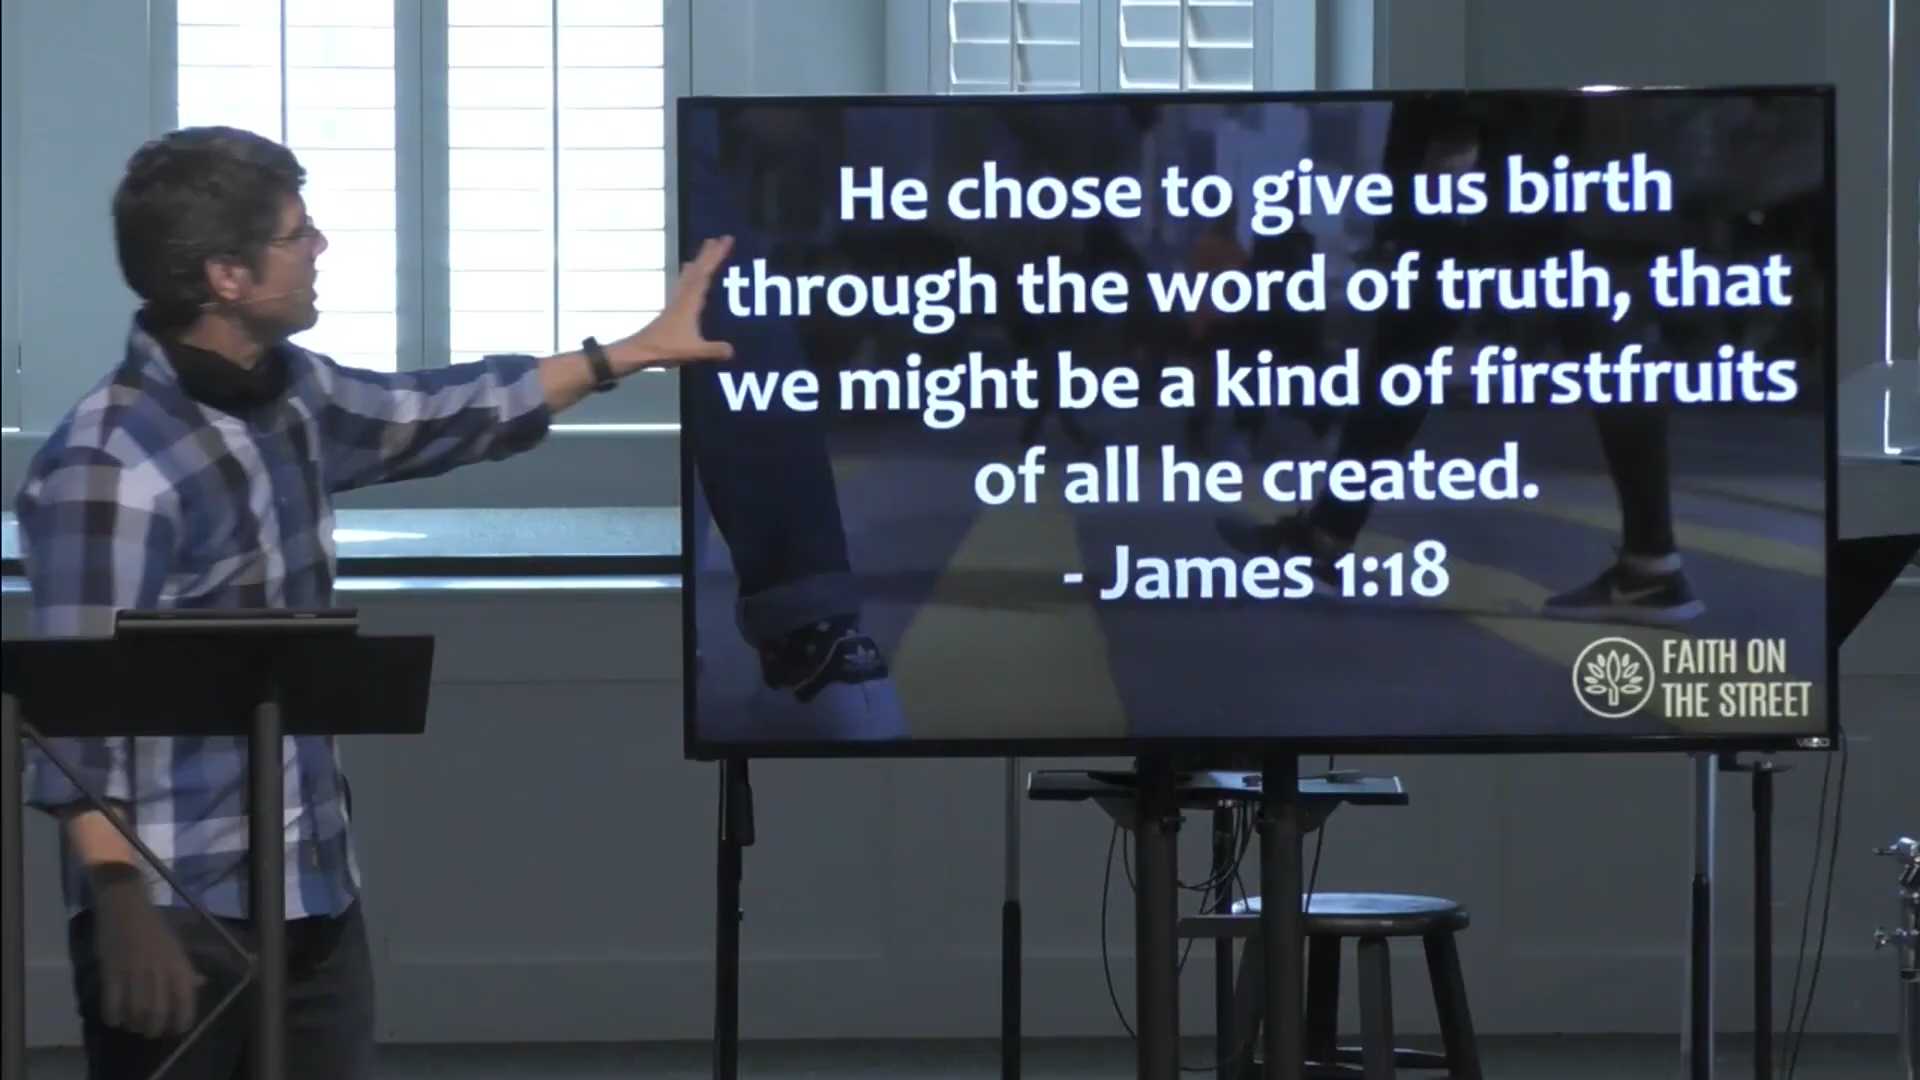 He chose to give us birth
through the word of truth, that
we might be a kind of firstfruits
of all he created.
- James 1:18
FAITH ON
THE STREET
VIZIO